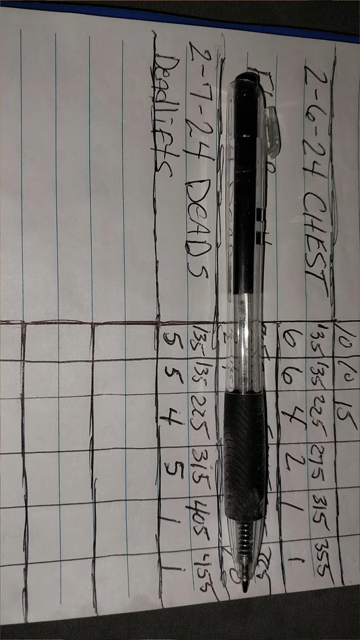 10 10 15
2-6-24 CHEST 135 135 225 275 315 355
6 6 4 2 1 1
2-7-24 DEADS 135 135 225 315 405 455
Deadlifts 5 5 4 5 1 1